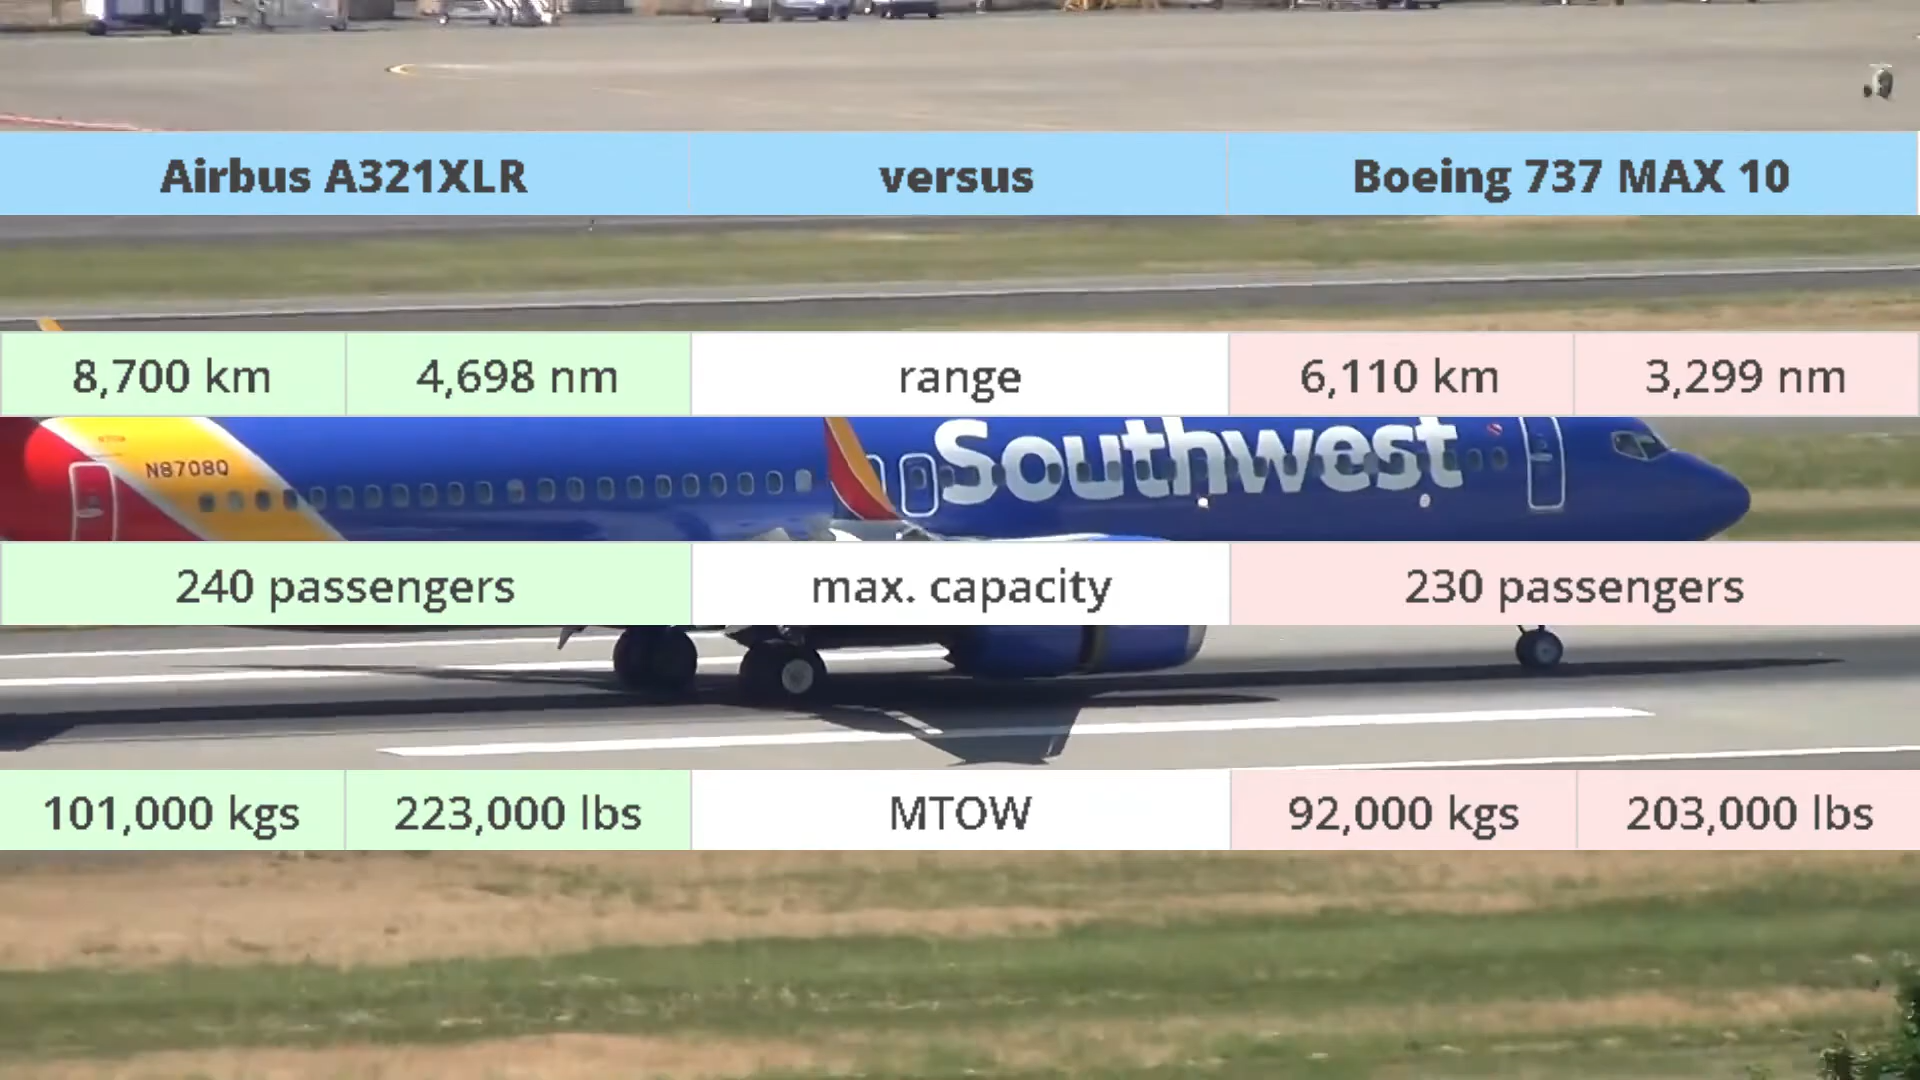 Airbus A321XLR versus Boeing 737 MAX 10
8,700 km 4,698 nm range 6,110 km 3,299 nm
Southwest
N8708Q
240 passengers max. capacity 230 passengers
101,000 kgs 223,000 lbs MTOW 92,000 kgs 203,000 lbs